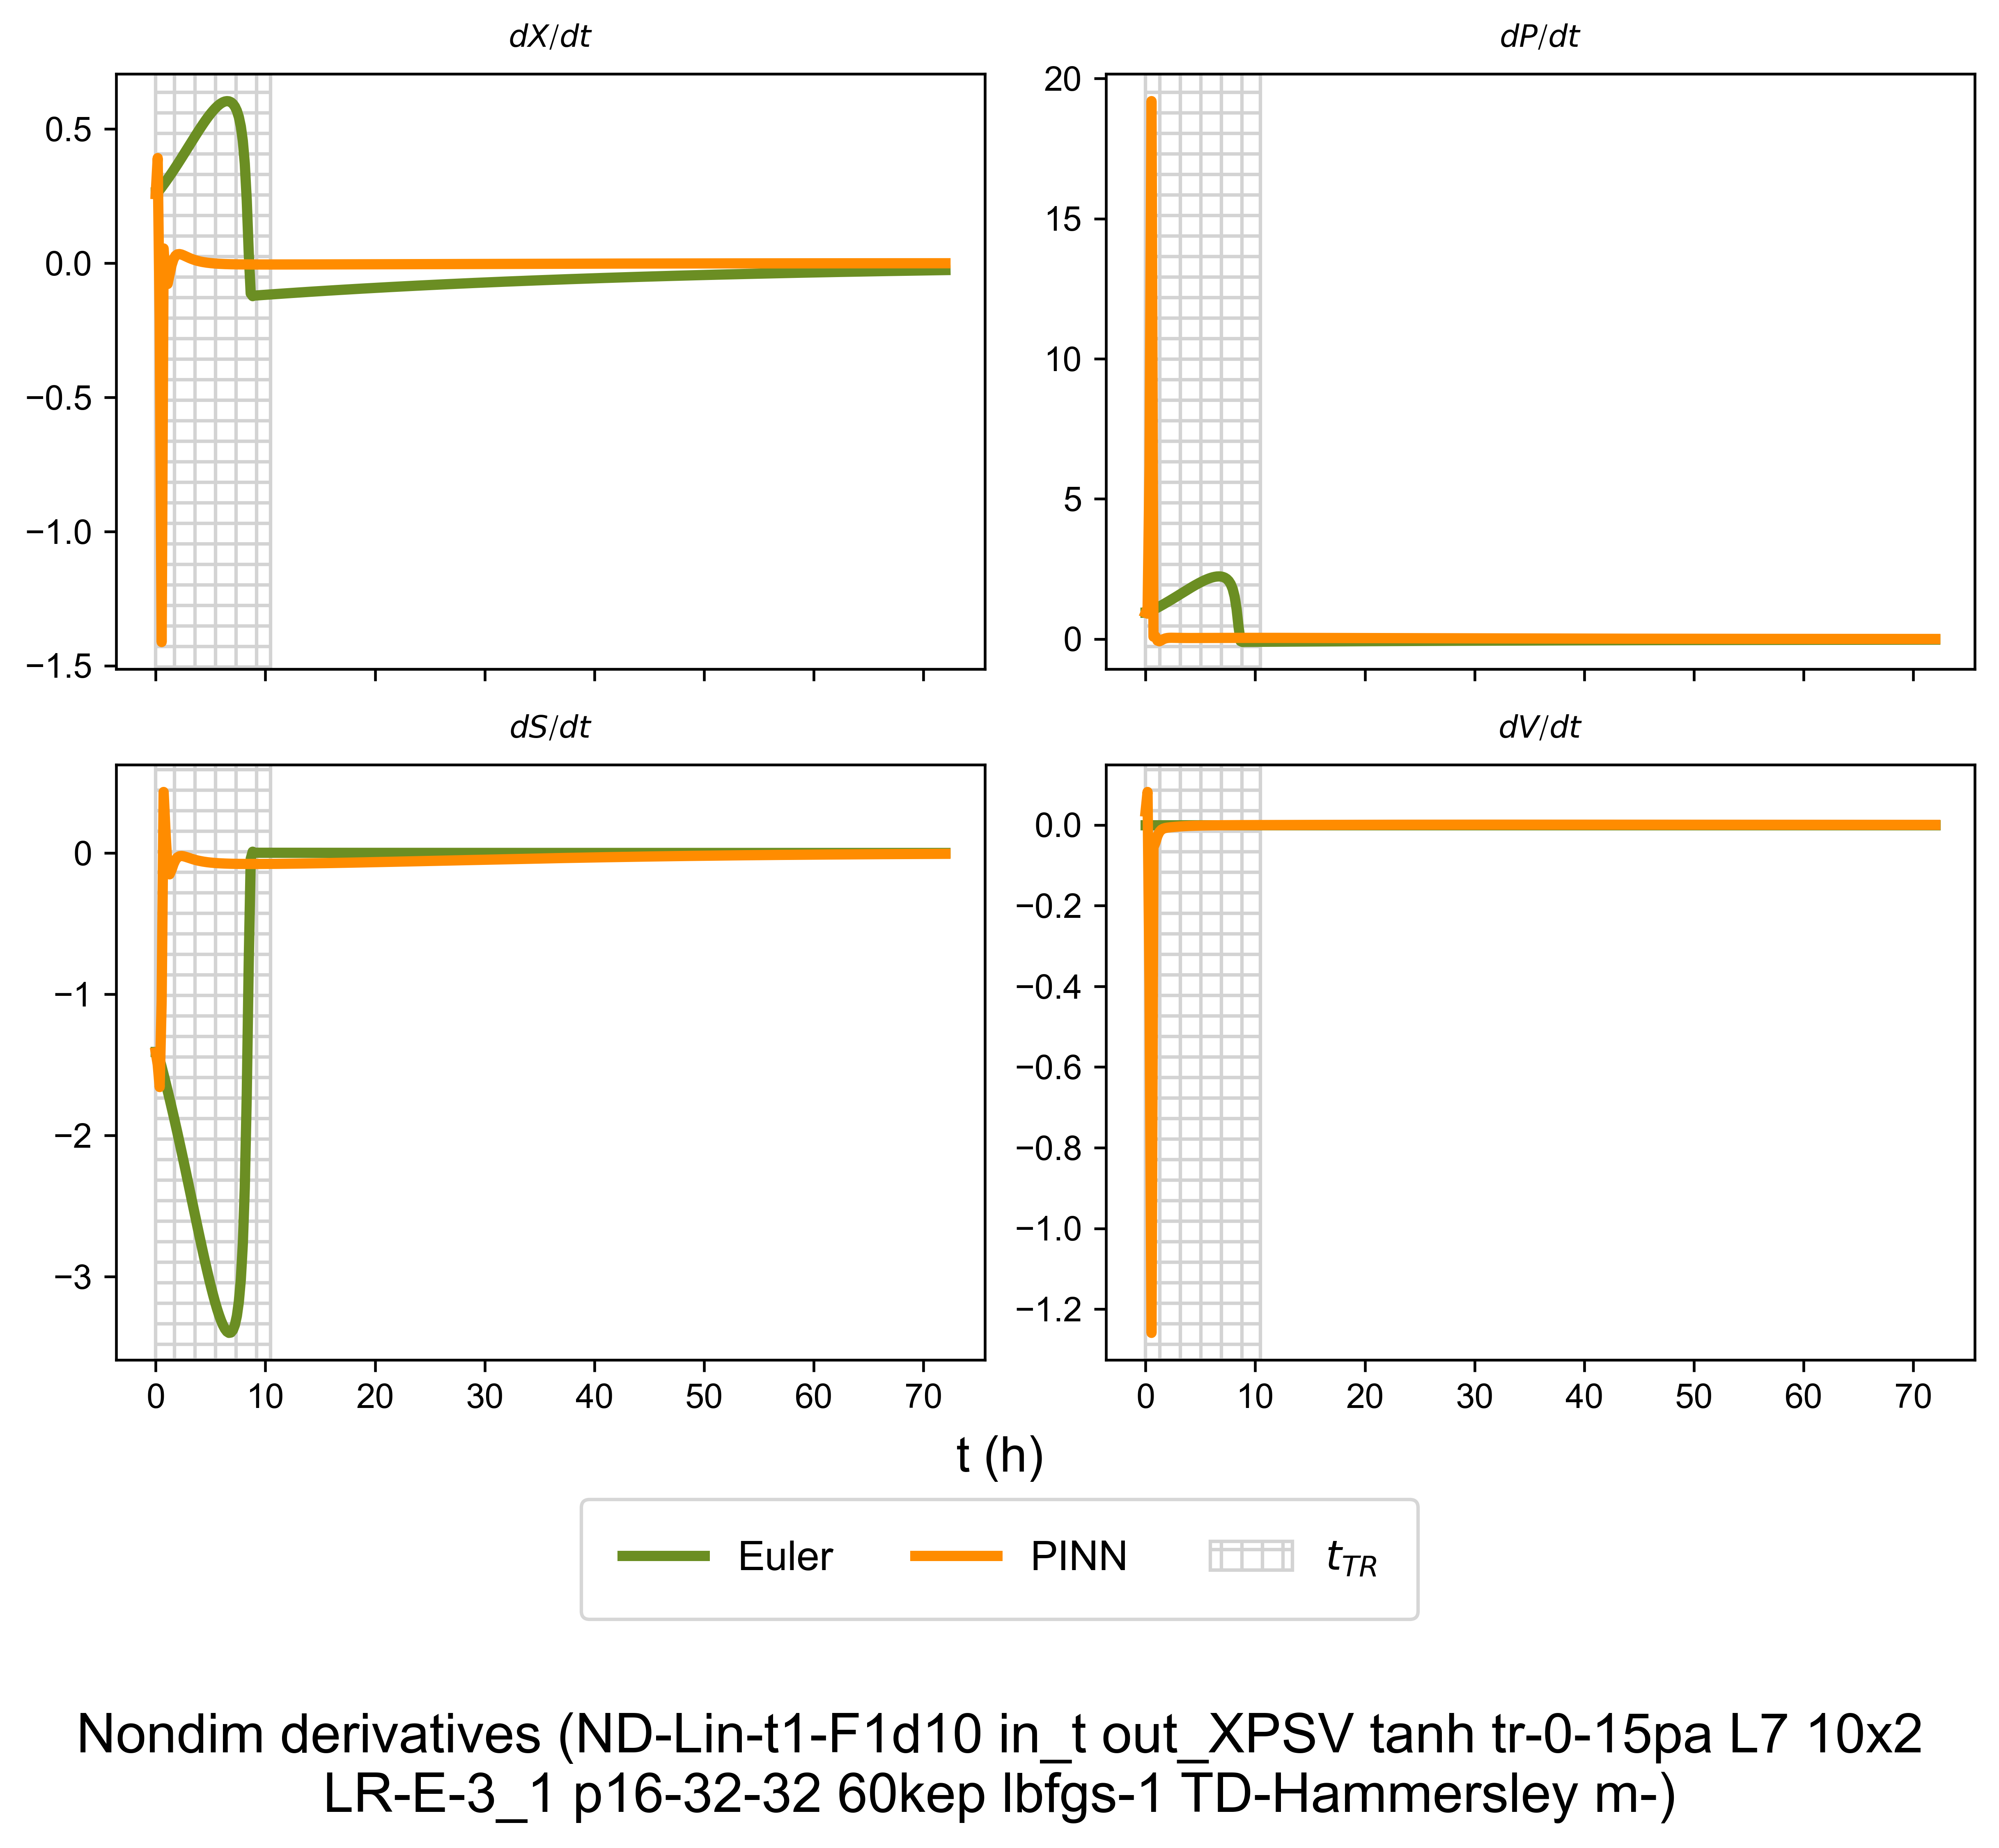 dX/dt
dP/dt
0.5
0.0
−0.5
−1.0
−1.5
20
15
10
5
0
dS/dt
dV/dt
0
−1
−2
−3
0 10 20 30 40 50 60 70
0.0
−0.2
−0.4
−0.6
−0.8
−1.0
−1.2
0 10 20 30 40 50 60 70
t (h)
Euler PINN t_TR
Nondim derivatives (ND-Lin-t1-F1d10 in_t out_XPSV tanh tr-0-15pa L7 10x2
LR-E-3_1 p16-32-32 60kep lbfgs-1 TD-Hammersley m-)